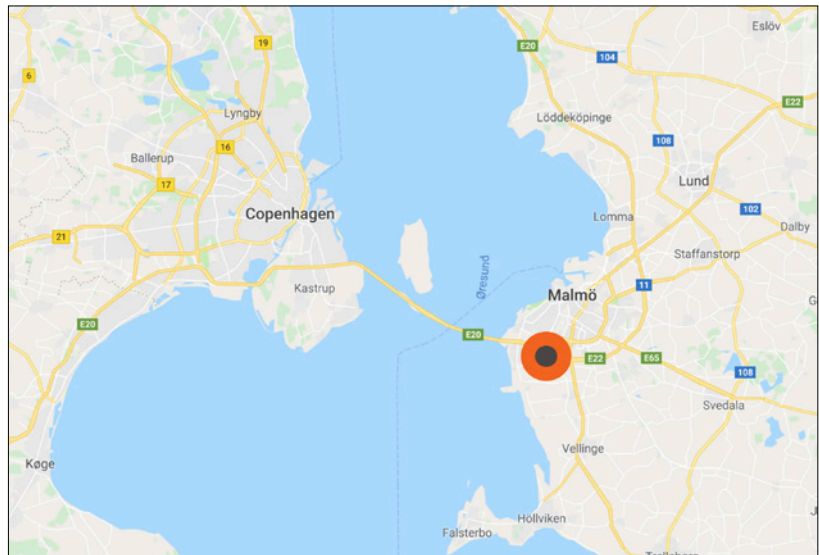 Eslöv
19
E20
104
6
E22
Lyngby
Löddeköpinge
16
108
Ballerup
17
Lund
Copenhagen
102
Lomma
Dalby
21
Staffanstorp
Øresund
Kastrup
11
Malmö
E20
E20
E22
E65
108
Svedala
Vellinge
Køge
Höllviken
Falsterbo